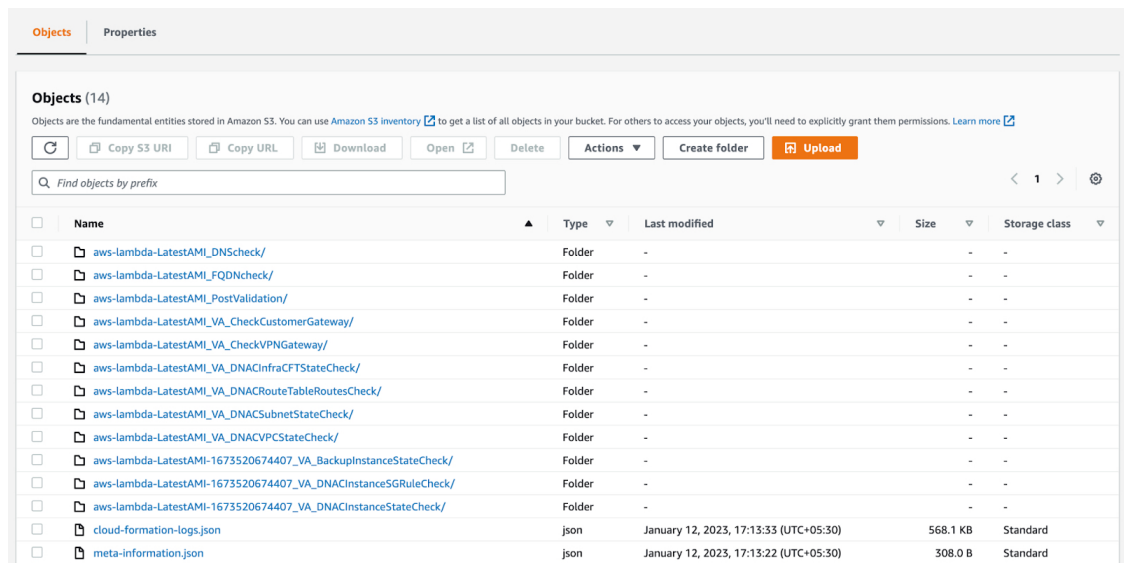 Objects Properties
Objects (14)
Objects are the fundamental entities stored in Amazon S3. You can use Amazon S3 inventory to get a list of all objects in your bucket. For others to access your objects, you'll need to explicitly grant them permissions. Learn more
Copy S3 URI Copy URL Download Open Delete Actions Create folder Upload
Find objects by prefix 1
Name Type Last modified Size Storage class
aws-lambda-LatestAMI_DNScheck/ Folder - - -
aws-lambda-LatestAMI_FQDNcheck/ Folder - - -
aws-lambda-LatestAMI_PostValidation/ Folder - - -
aws-lambda-LatestAMI_VA_CheckCustomerGateway/ Folder - - -
aws-lambda-LatestAMI_VA_CheckVPNGateway/ Folder - - -
aws-lambda-LatestAMI_VA_DNACInfraCFTStateCheck/ Folder - - -
aws-lambda-LatestAMI_VA_DNACRouteTableRoutesCheck/ Folder - - -
aws-lambda-LatestAMI_VA_DNACSubnetStateCheck/ Folder - - -
aws-lambda-LatestAMI_VA_DNACVPCStateCheck/ Folder - - -
aws-lambda-LatestAMI-1673520674407_VA_BackupInstanceStateCheck/ Folder - - -
aws-lambda-LatestAMI-1673520674407_VA_DNACInstanceSGRuleCheck/ Folder - - -
aws-lambda-LatestAMI-1673520674407_VA_DNACInstanceStateCheck/ Folder - - -
cloud-formation-logs.json json January 12, 2023, 17:13:33 (UTC+05:30) 568.1 KB Standard
meta-information.json json January 12, 2023, 17:13:22 (UTC+05:30) 308.0 B Standard